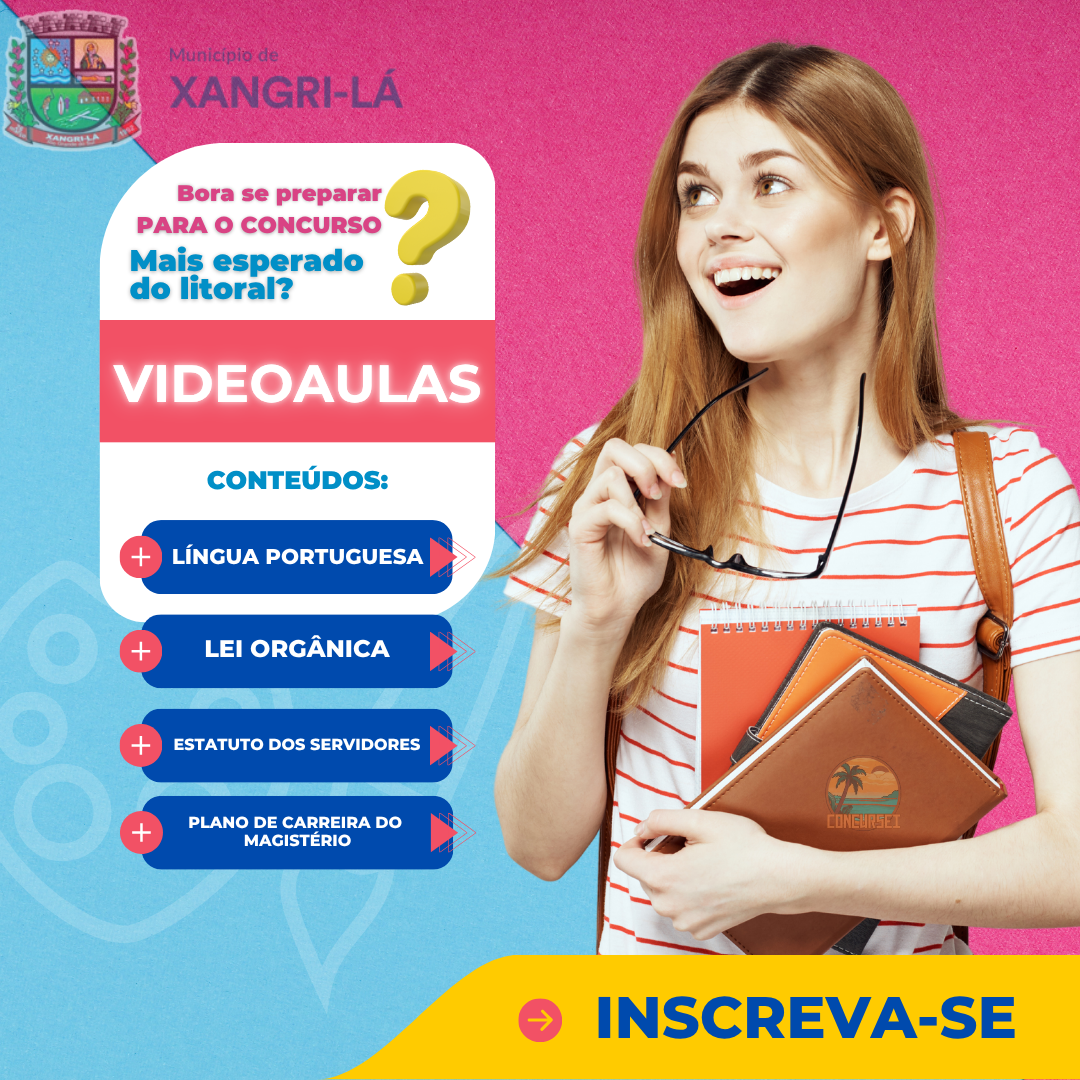 Município de
XANGRI-LÁ
XANGRI-LÁ
Bora se preparar
PARA O CONCURSO
Mais esperado
do litoral?
?
VIDEOAULAS
CONTEÚDOS:
LÍNGUA PORTUGUESA
LEI ORGÂNICA
ESTATUTO DOS SERVIDORES
PLANO DE CARREIRA DO
MAGISTÉRIO
CONCURSEI
INSCREVA-SE